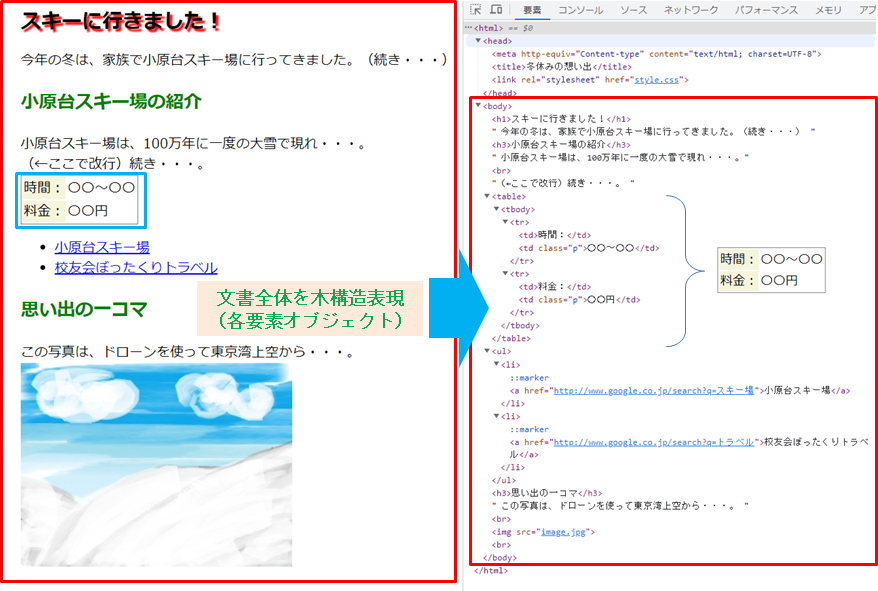 スキーに行きました！
今年の冬は、家族で小原台スキー場に行ってきました。（続き・・・）
小原台スキー場の紹介
小原台スキー場は、100万年に一度の大雪で現れ・・・。
（←ここで改行）続き・・・。
時間： 〇〇～〇〇
料金： 〇〇円
• 小原台スキー場
• 校友会ぼったくりトラベル
思い出の一コマ
この写真は、ドローンを使って東京湾上空から・・・。
文書全体を木構造表現
（各要素オブジェクト）
要素 コンソール ソース ネットワーク パフォーマンス メモリ アプ
<html> == $0
<head>
<meta http-equiv="Content-type" content="text/html; charset=UTF-8">
<title>冬休みの想い出</title>
<link rel="stylesheet" href="style.css">
</head>
<body>
<h1>スキーに行きました！</h1>
" 今年の冬は、家族で小原台スキー場に行ってきました。（続き・・・） "
<h3>小原台スキー場の紹介</h3>
" 小原台スキー場は、100万年に一度の大雪で現れ・・・。"
<br>
"（←ここで改行）続き・・・。 "
<table>
<tbody>
<tr>
<td>時間：</td>
<td class="p">〇〇～〇〇</td>
</tr>
<tr>
<td>料金：</td>
<td class="p">〇〇円</td>
</tr>
</tbody>
</table>
時間： 〇〇～〇〇
料金： 〇〇円
<ul>
<li>
::marker
<a href="http://www.google.co.jp/search?q=スキー場">小原台スキー場</a>
</li>
<li>
::marker
<a href="http://www.google.co.jp/search?q=トラベル">校友会ぼったくりトラベ
ル</a>
</li>
</ul>
<h3>思い出の一コマ</h3>
" この写真は、ドローンを使って東京湾上空から・・・。 "
<br>
<img src="image.jpg">
<br>
</body>
</html>